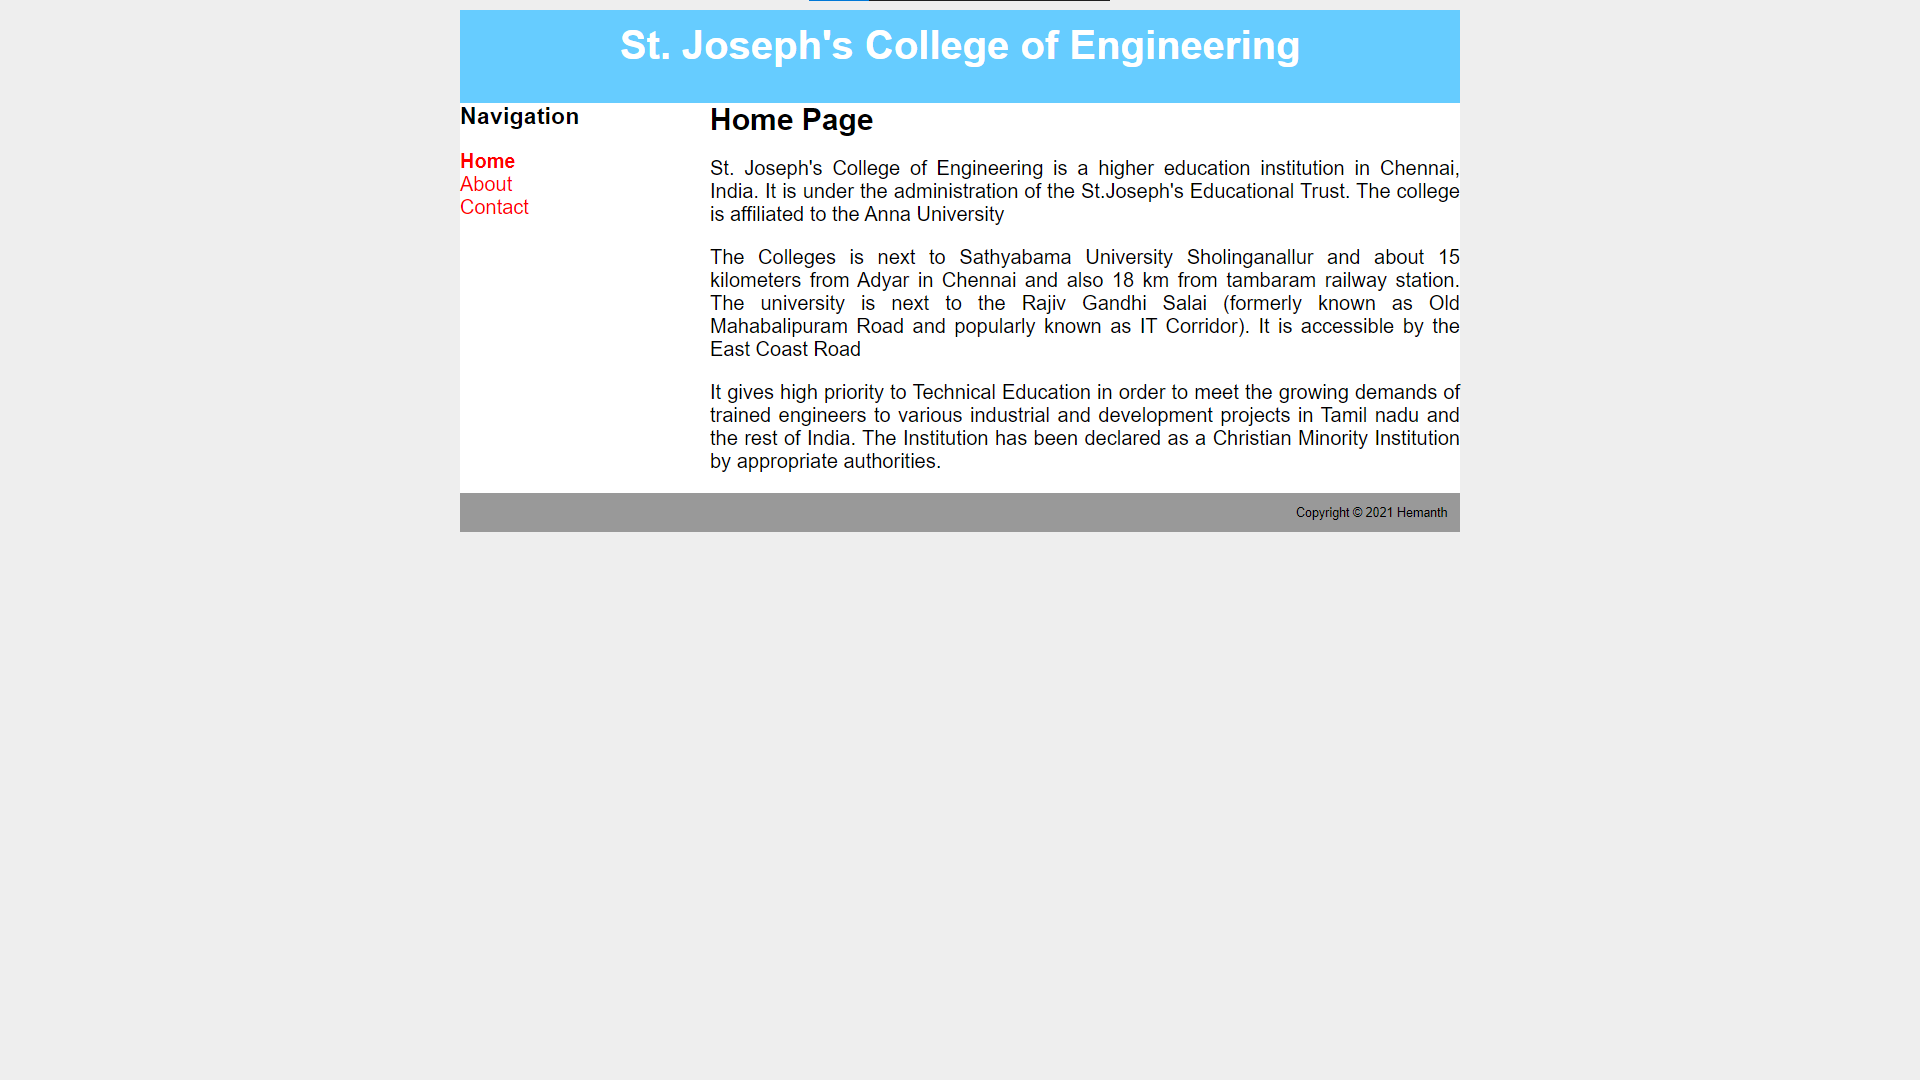 St. Joseph's College of Engineering
Navigation
Home
About
Contact
Home Page
St. Joseph's College of Engineering is a higher education institution in Chennai,
India. It is under the administration of the St.Joseph's Educational Trust. The college
is affiliated to the Anna University
The Colleges is next to Sathyabama University Sholinganallur and about 15
kilometers from Adyar in Chennai and also 18 km from tambaram railway station.
The university is next to the Rajiv Gandhi Salai (formerly known as Old
Mahabalipuram Road and popularly known as IT Corridor). It is accessible by the
East Coast Road
It gives high priority to Technical Education in order to meet the growing demands of
trained engineers to various industrial and development projects in Tamil nadu and
the rest of India. The Institution has been declared as a Christian Minority Institution
by appropriate authorities.
Copyright © 2021 Hemanth